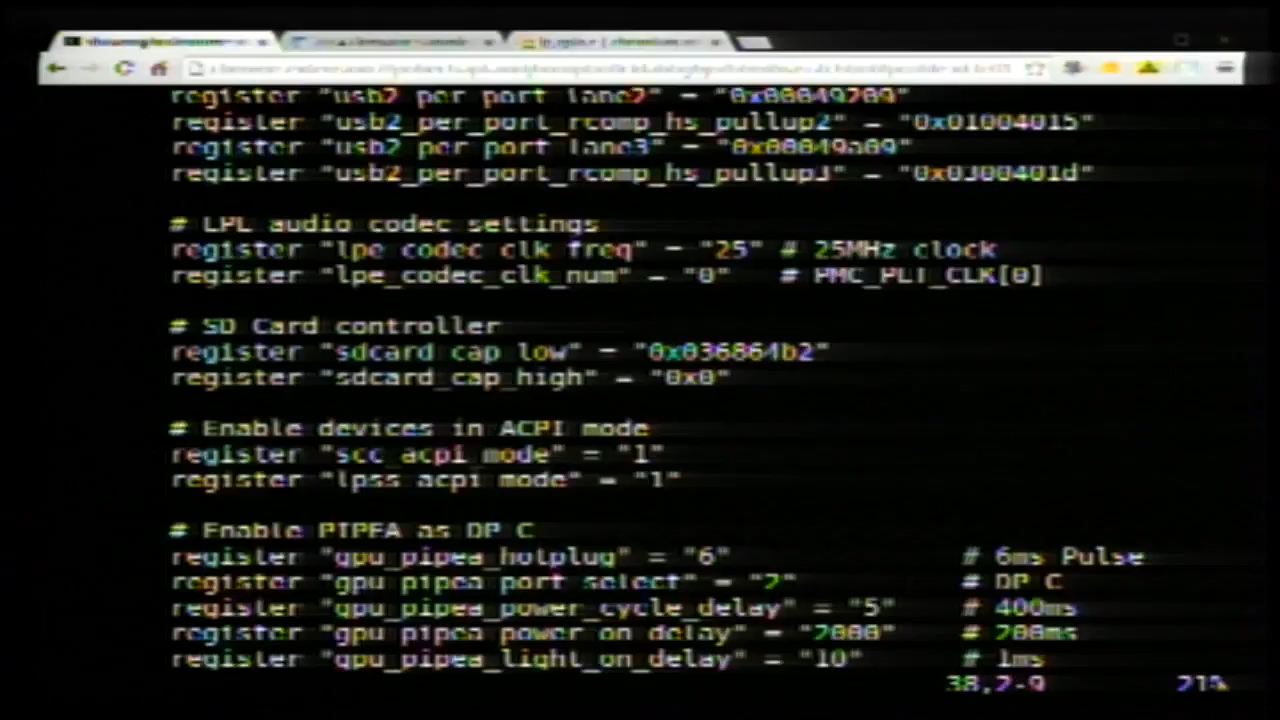 register "usb2_per_port_lane2" = "0x00049209"
register "usb2_per_port_rcomp_hs_pullup2" = "0x01004015"
register "usb2_per_port_lane3" = "0x00049a09"
register "usb2_per_port_rcomp_hs_pullup3" = "0x0300401d"
# LPE audio codec settings
register "lpe_codec_clk_freq" = "25" # 25MHz clock
register "lpe_codec_clk_num" = "0" # PMC_PLT_CLK[0]
# SD Card controller
register "sdcard_cap_low" = "0x036864b2"
register "sdcard_cap_high" = "0x0"
# Enable devices in ACPI mode
register "scc_acpi_mode" = "1"
register "lpss_acpi_mode" = "1"
# Enable PIPEA as DP_C
register "gpu_pipea_hotplug" = "6" # 6ms Pulse
register "gpu_pipea_port_select" = "2" # DP_C
register "gpu_pipea_power_cycle_delay" = "5" # 400ms
register "gpu_pipea_power_on_delay" = "2000" # 200ms
register "gpu_pipea_light_on_delay" = "10" # 1ms
38,2-9 21%